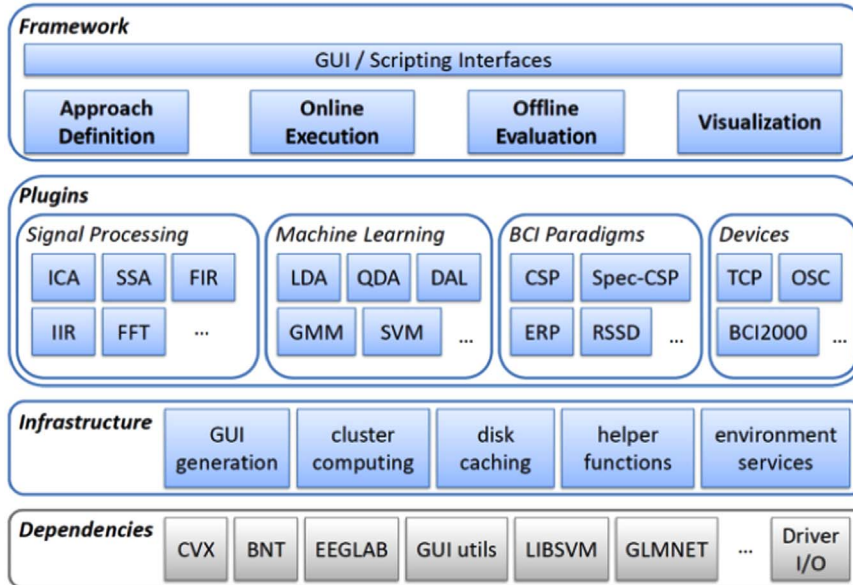 Framework
GUI / Scripting Interfaces
Approach Definition
Online Execution
Offline Evaluation
Visualization
Plugins
Signal Processing
ICA SSA FIR
IIR FFT ...
Machine Learning
LDA QDA DAL
GMM SVM ...
BCI Paradigms
CSP Spec-CSP
ERP RSSD ...
Devices
TCP OSC
BCI2000 ...
Infrastructure
GUI generation
cluster computing
disk caching
helper functions
environment services
Dependencies
CVX BNT EEGLAB GUI utils LIBSVM GLMNET ... Driver I/O